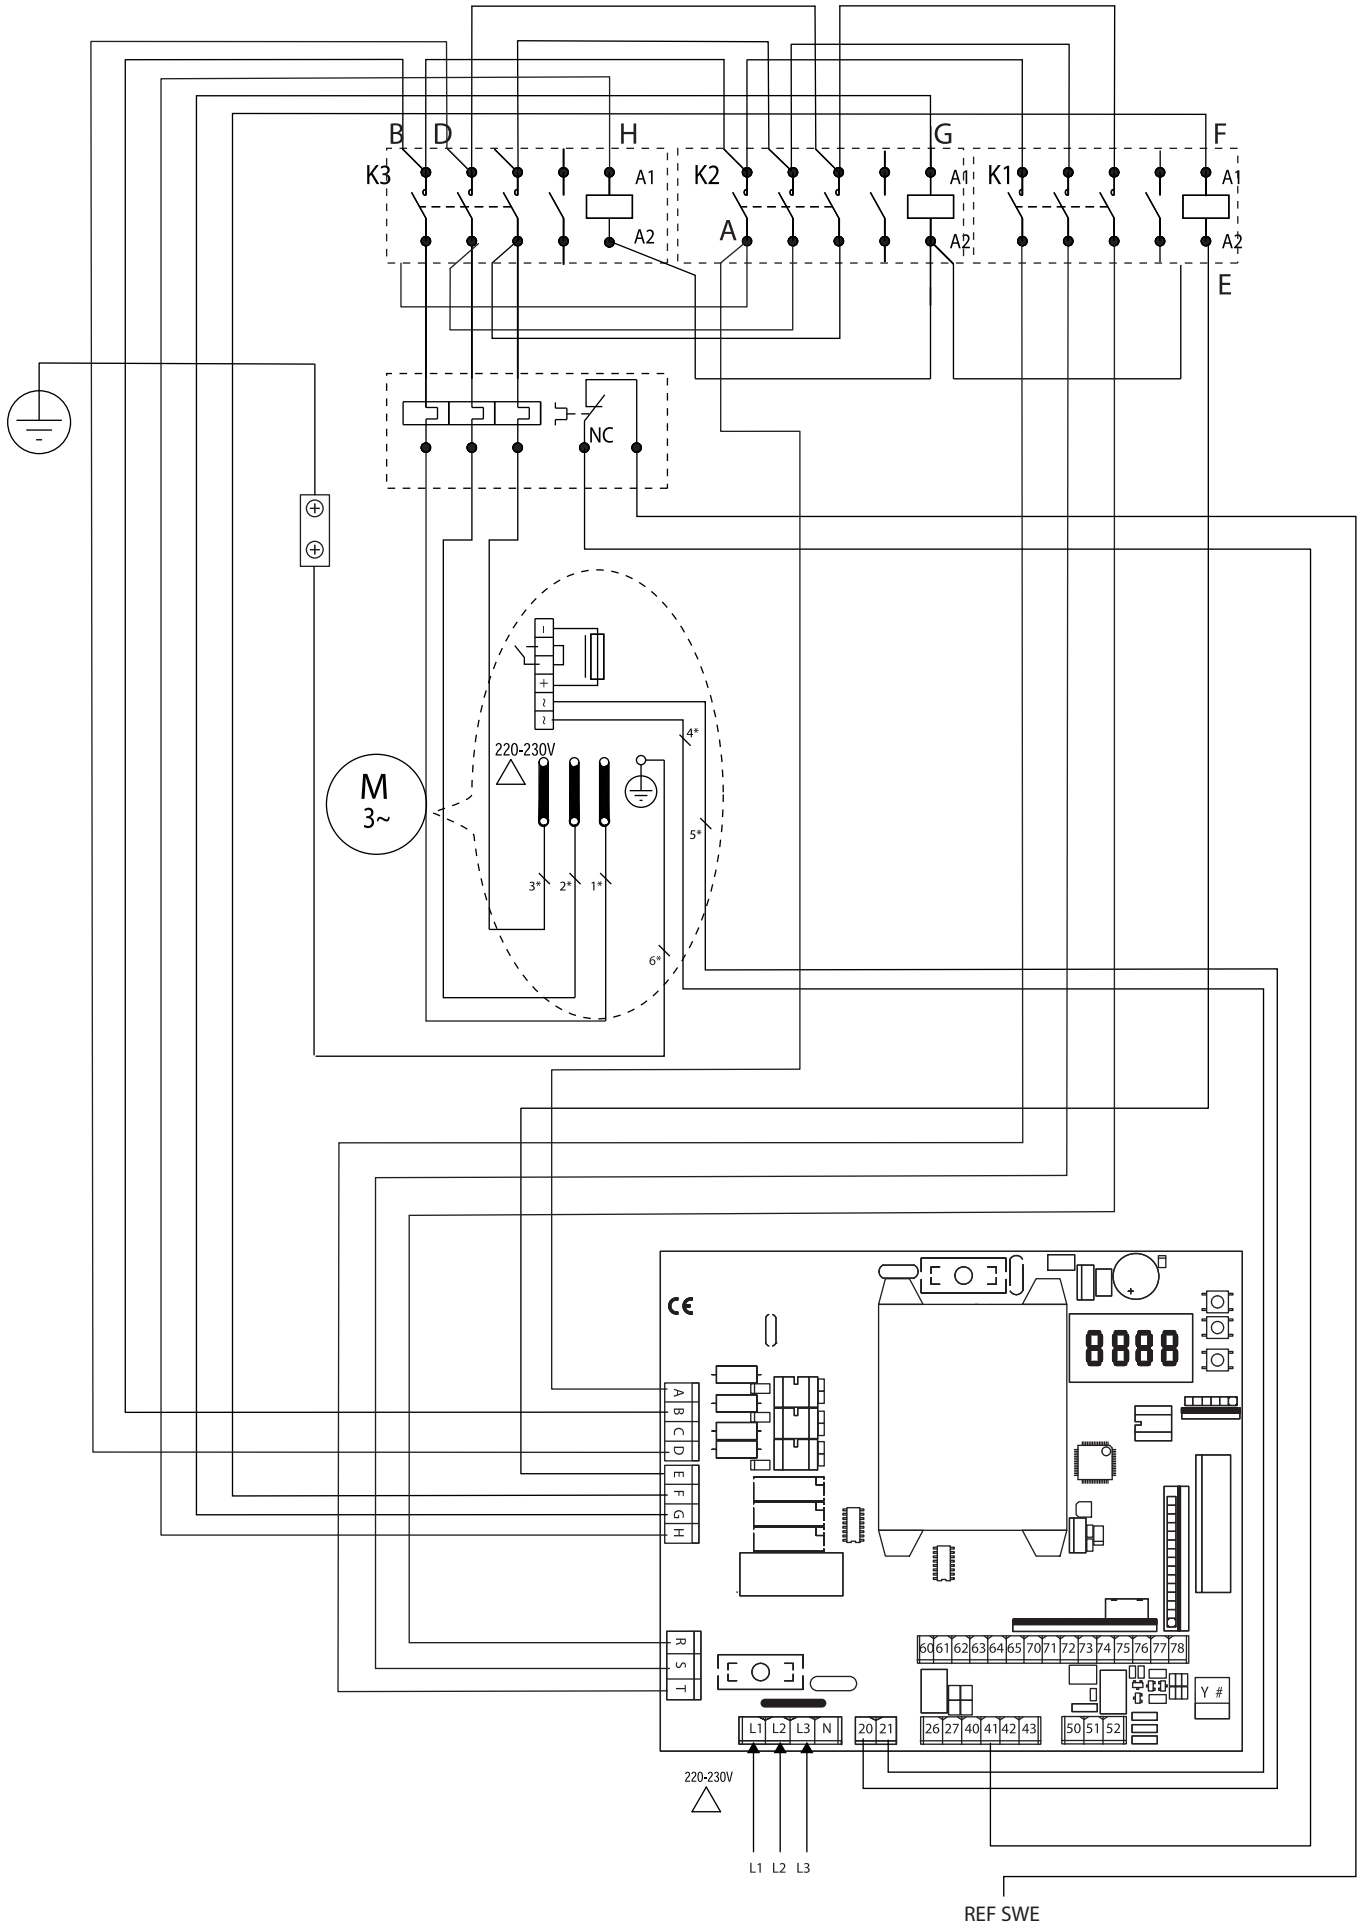 B D H G F
K3 A1 K2 A1 K1 A1
A2 A A2 A2
E
NC
–
+
~
~
220-230V
4*
M
3~
5*
3* 2* 1*
6*
CE
+
8888
A
B
C
D
E
F
G
H
R
S
T
60 61 62 63 64 65 70 71 72 73 74 75 76 77 78
Y #
L1 L2 L3 N 20 21 26 27 40 41 42 43 50 51 52
220-230V
L1 L2 L3
REF SWE